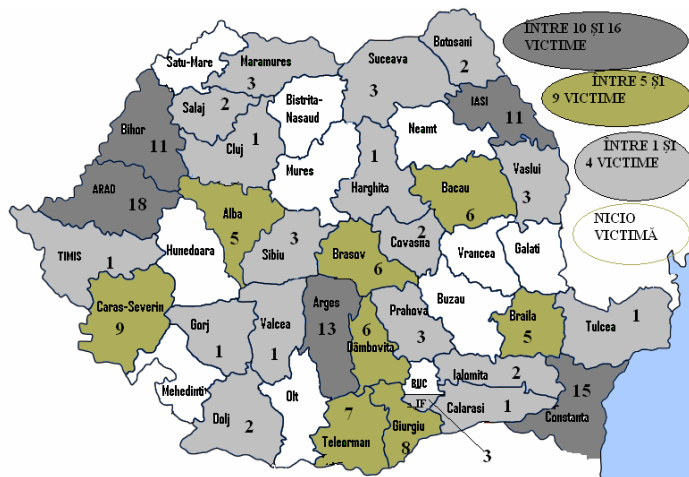 Satu-Mare
Maramures
3
Suceava
3
Botosani
2
ÎNTRE 10 ȘI 16
VICTIME
Salaj 2
Bistrita-
Nasaud
Neamt
IASI
11
ÎNTRE 5 ȘI
9 VICTIME
Bihor
11
Cluj
1
Mures
1
Harghita
Bacau
6
Vaslui
3
ÎNTRE 1 ȘI
4 VICTIME
ARAD
18
Alba
5
Sibiu
3
Brasov
6
Covasna
2
Vrancea
Galati
NICIO
VICTIMĂ
TIMIS
1
Hunedoara
Caras-Severin
9
Gorj
1
Valcea
1
Arges
13
6
Dâmbovita
Prahova
3
Buzau
Braila
5
Tulcea
1
Mehedinti
Dolj
2
Olt
BUC
IF
3
Ialomita
2
Calarasi
1
15
Constanta
7
Teleorman
Giurgiu
8